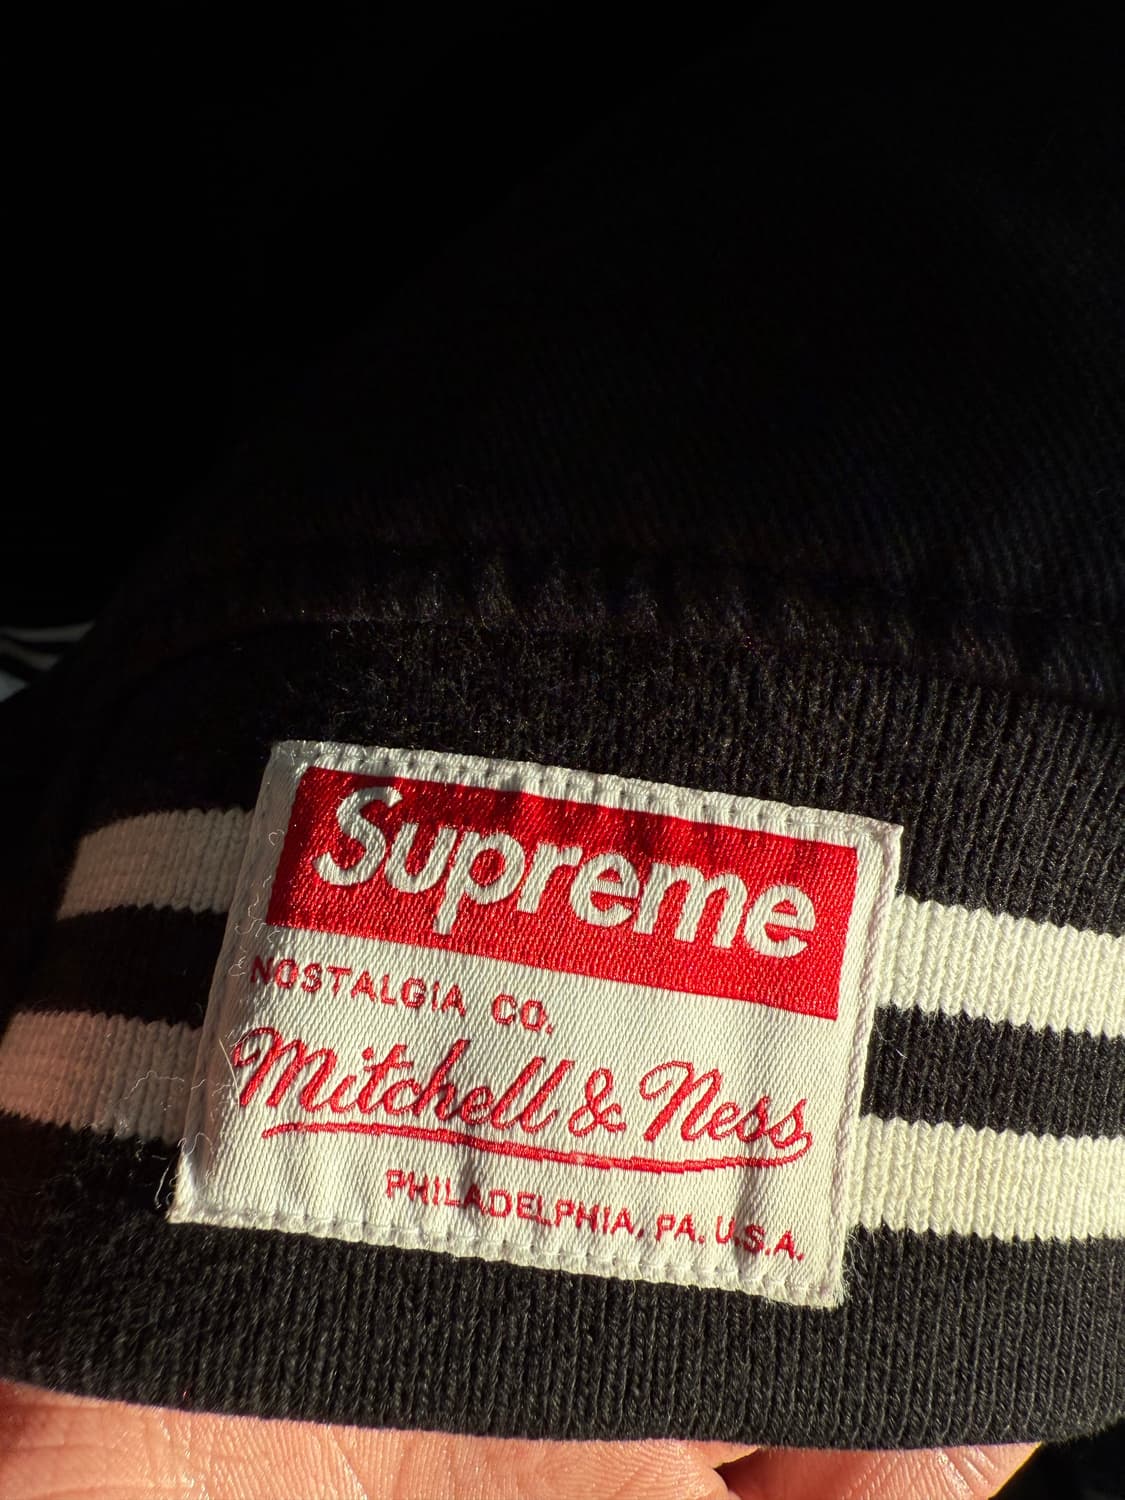 Supreme
NOSTALGIA CO.
Mitchell & Ness
PHILADELPHIA, PA. U.S.A.